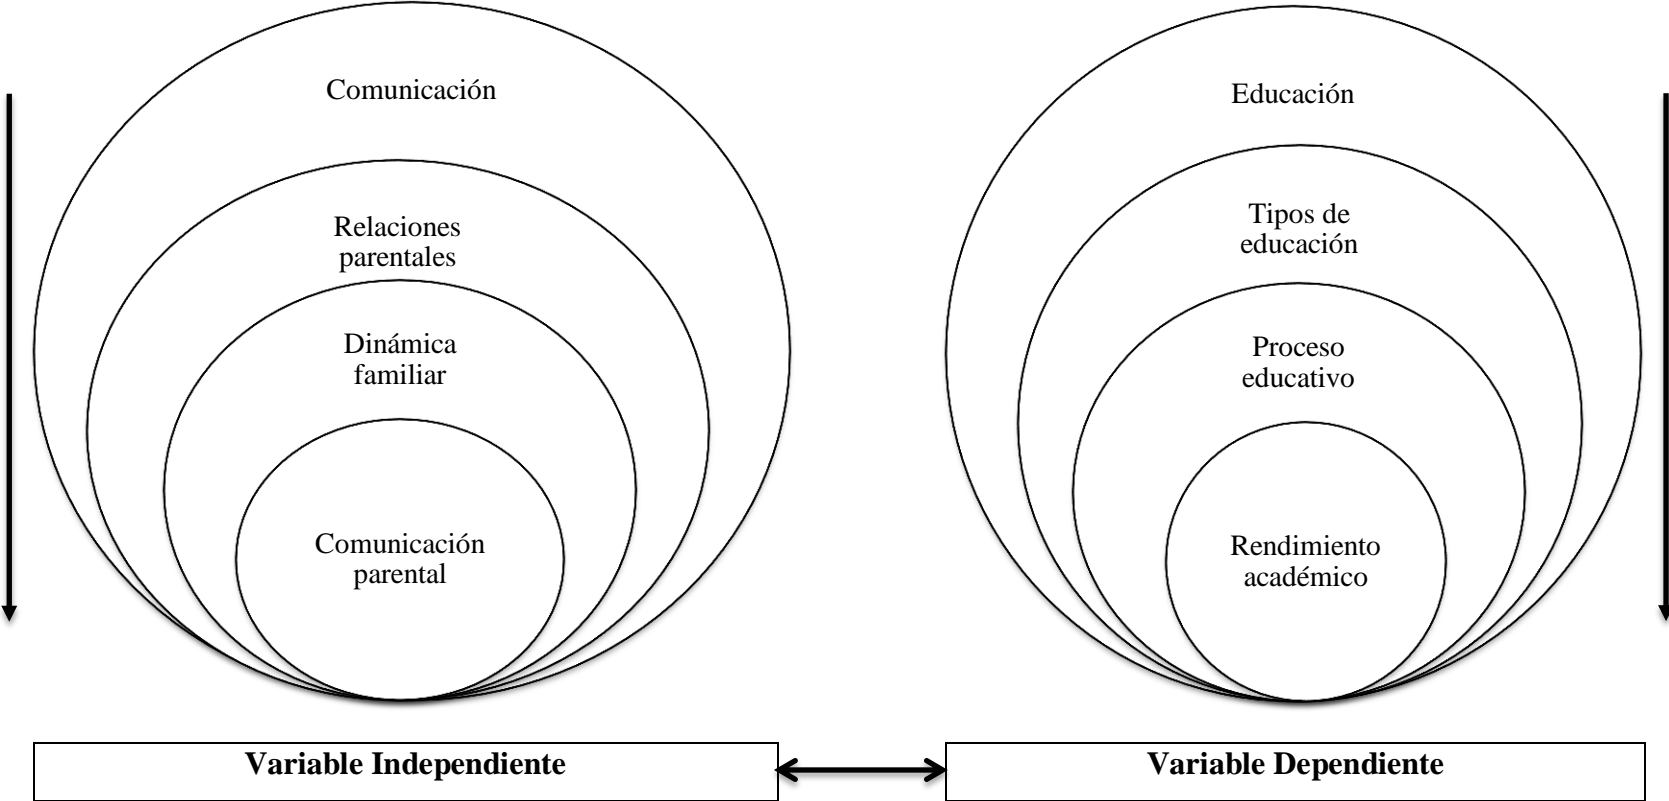 Comunicación
Relaciones
parentales
Dinámica
familiar
Comunicación
parental
Variable Independiente
Educación
Tipos de
educación
Proceso
educativo
Rendimiento
académico
Variable Dependiente